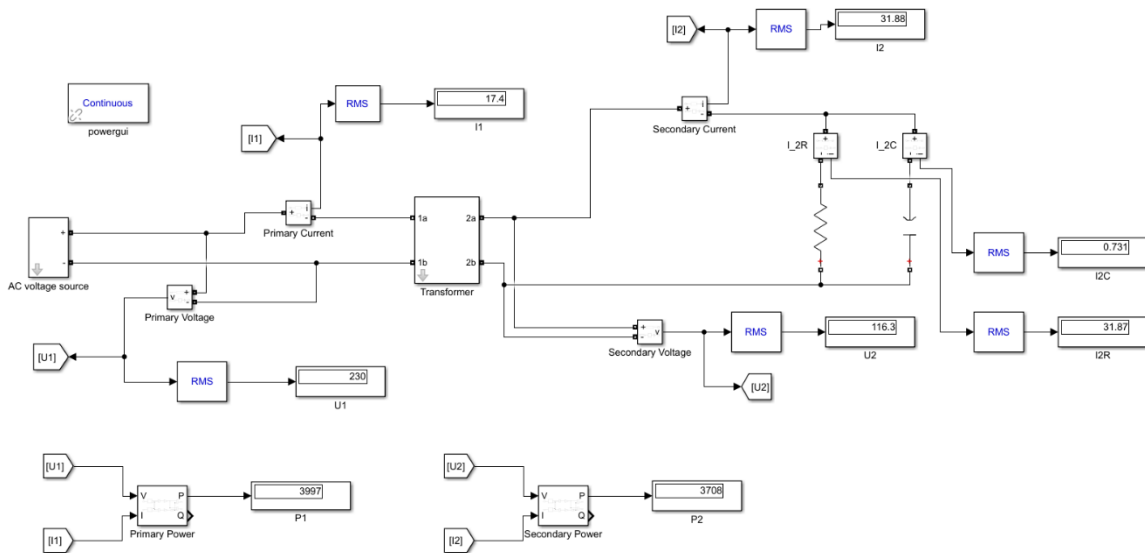 [I2]
RMS
31.88
I2
Continuous
powergui
RMS
17.4
I1
[I1]
+
i
-
Secondary Current
I_2R
+
i
-
I_2C
+
i
-
+
i
-
Primary Current
1a
2a
1b
2b
Transformer
+
-
AC voltage source
v
+
-
Primary Voltage
+
+
RMS
0.731
I2C
+
-
v
Secondary Voltage
RMS
116.3
U2
RMS
31.87
I2R
[U1]
RMS
230
U1
[U2]
[U1]
V
P
I
Q
Primary Power
3997
P1
[I1]
[U2]
V
P
I
Q
Secondary Power
3708
P2
[I2]